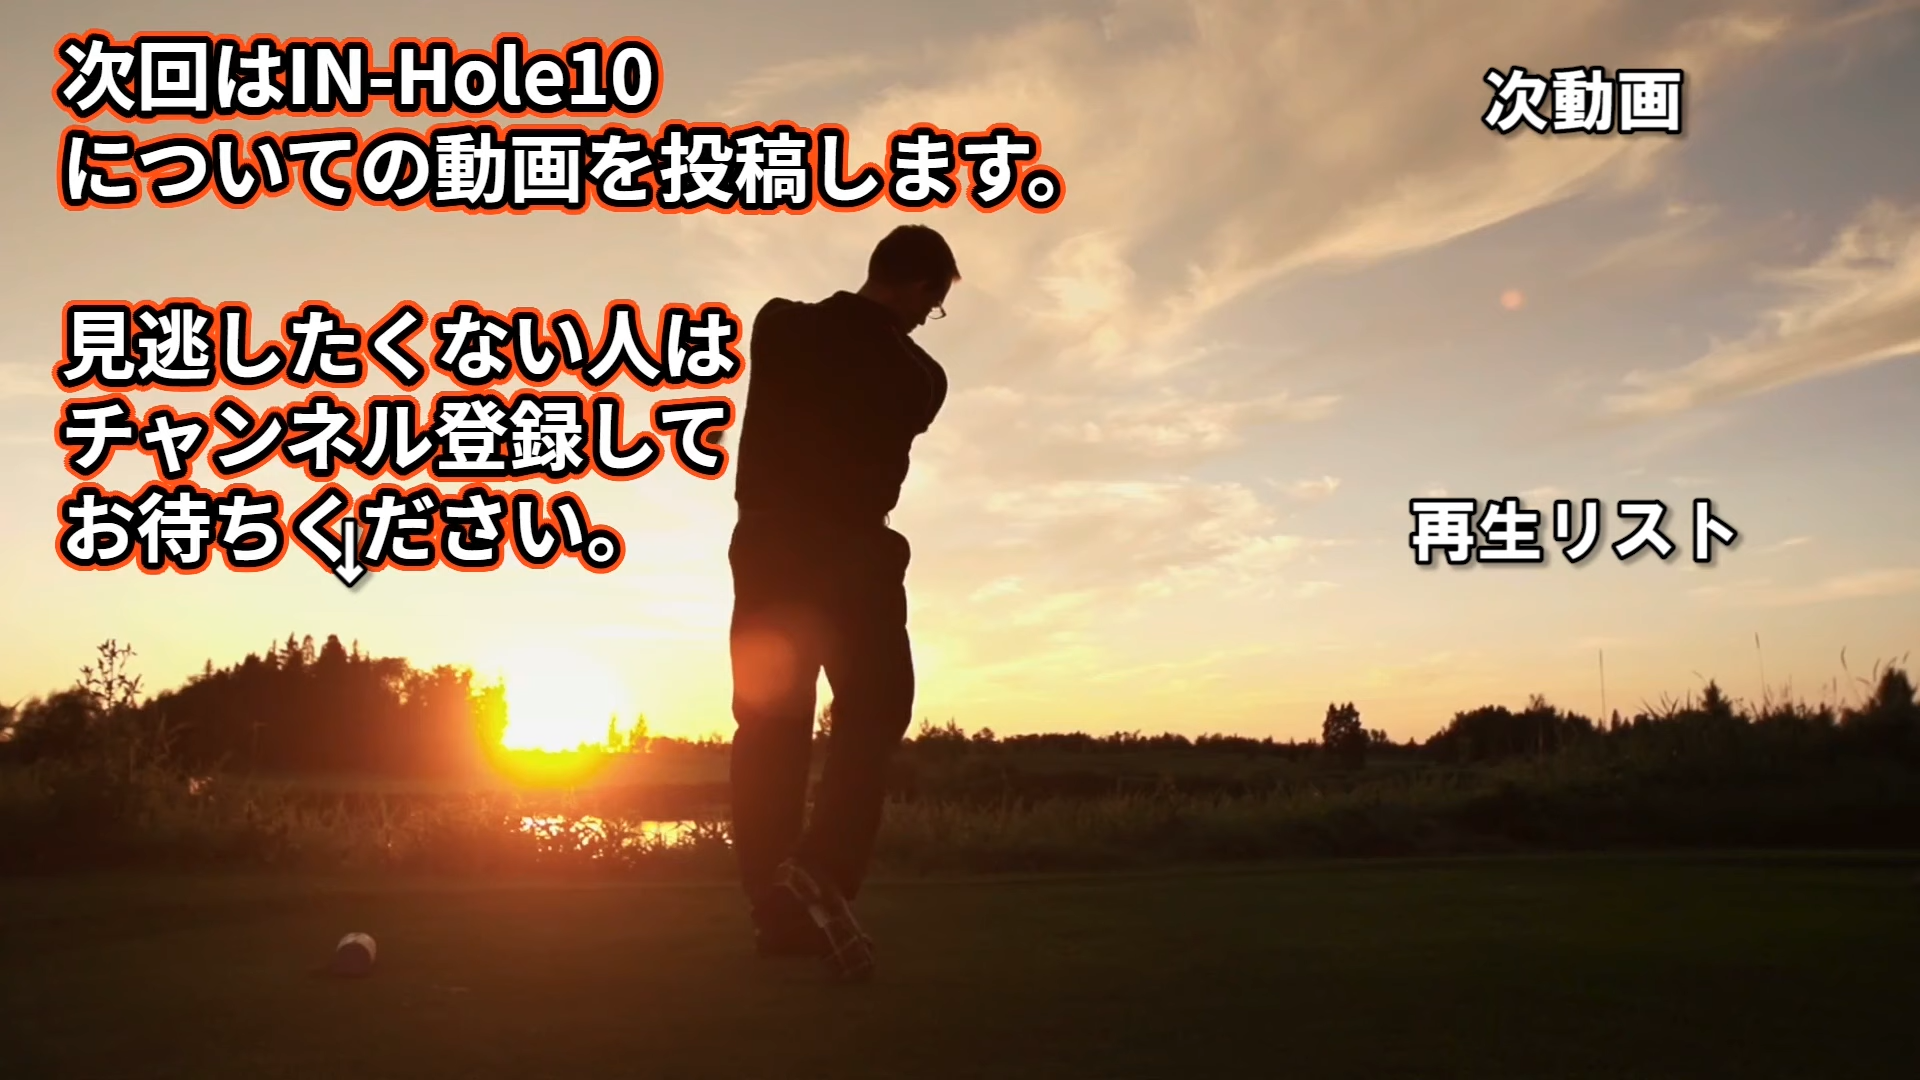 次回はIN-Hole10
についての動画を投稿します。
見逃したくない人は
チャンネル登録して
お待ちください。
↓
次動画
再生リスト